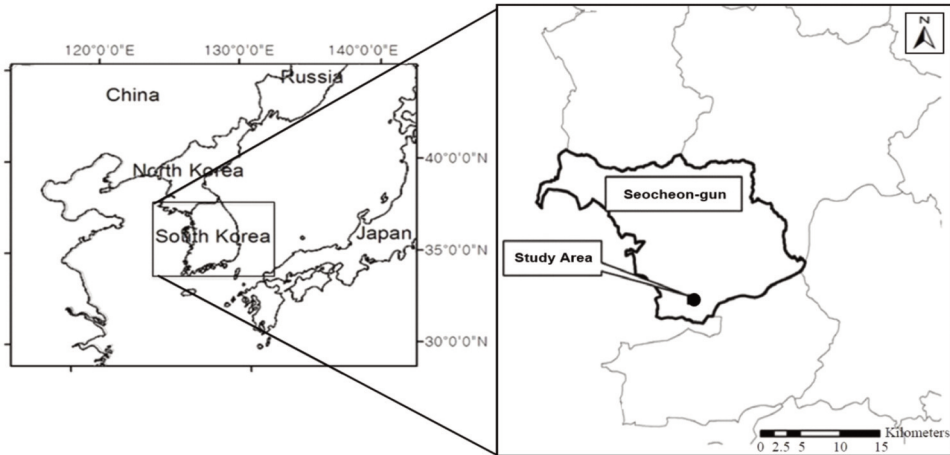 120°0'0"E 130°0'0"E 140°0'0"E
Russia
China
40°0'0"N
North Korea
South Korea
Japan
35°0'0"N
30°0'0"N
N
Seocheon-gun
Study Area
Kilometers
0 2.5 5 10 15